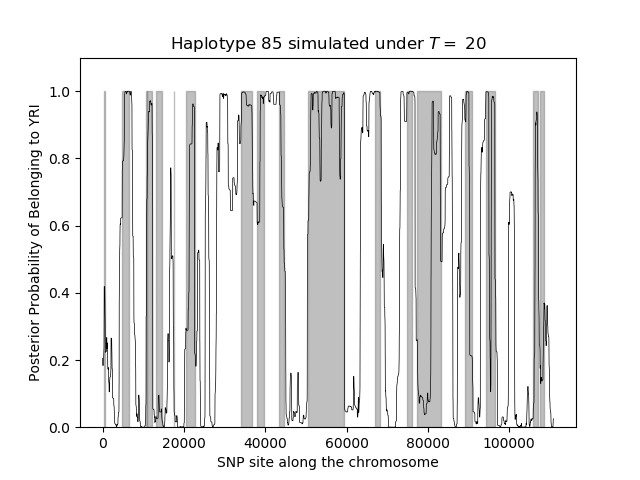 Haplotype 85 simulated under T = 20
Posterior Probability of Belonging to YRI
1.0
0.8
0.6
0.4
0.2
0.0
0 20000 40000 60000 80000 100000
SNP site along the chromosome